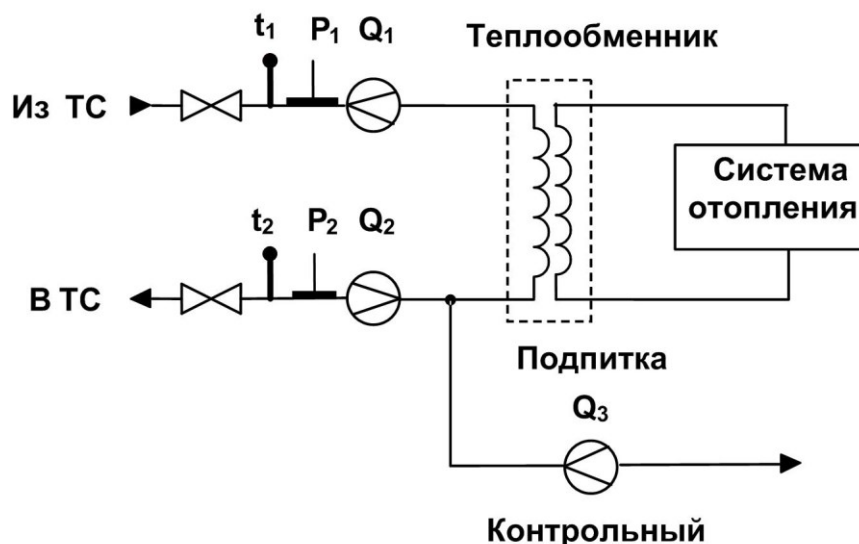 t₁ P₁ Q₁
Теплообменник
Из ТС
Система
отопления
t₂ P₂ Q₂
В ТС
Подпитка
Q₃
Контрольный